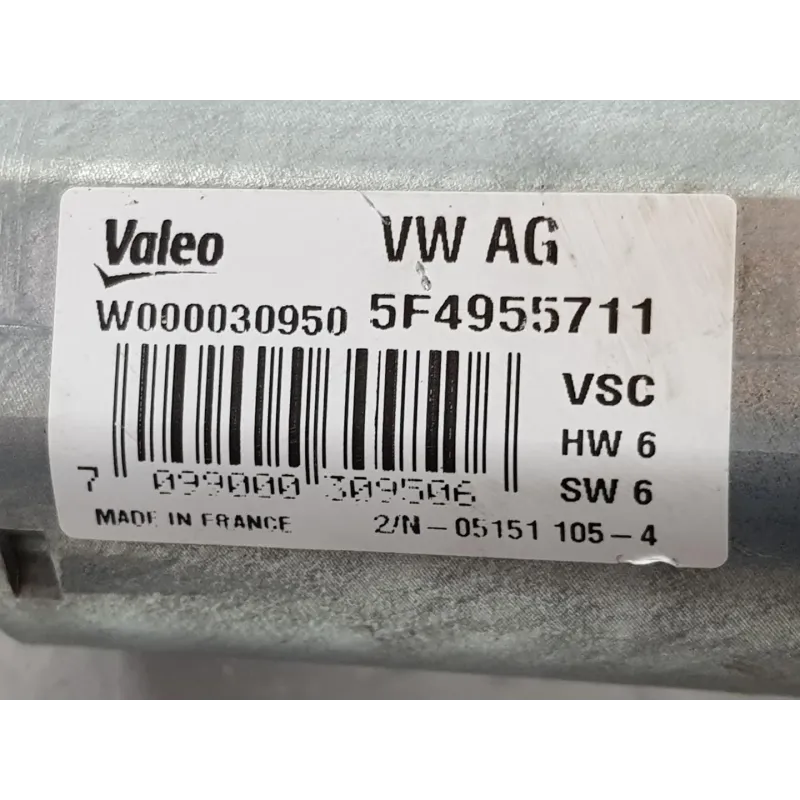 Valeo VW AG
W000030950 5F4955711
VSC
HW 6
7 099000 309506 SW 6
MADE IN FRANCE 2/N-05151 105-4